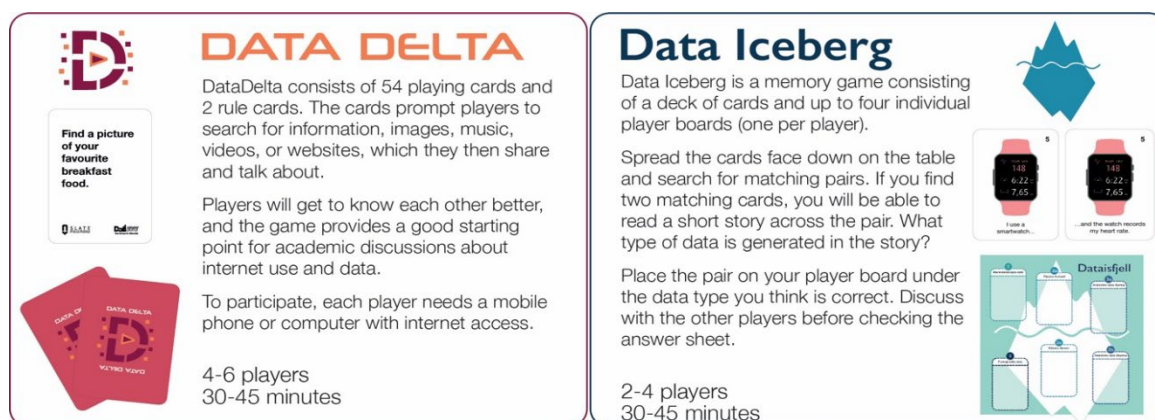 DATA DELTA
DataDelta consists of 54 playing cards and
2 rule cards. The cards prompt players to
search for information, images, music,
videos, or websites, which they then share
and talk about.
Players will get to know each other better,
and the game provides a good starting
point for academic discussions about
internet use and data.
To participate, each player needs a mobile
phone or computer with internet access.
4-6 players
30-45 minutes
Find a picture
of your
favourite
breakfast
food.
SLATE
DATA DELTA
DATA DELTA
DATA DELTA
Data Iceberg
Data Iceberg is a memory game consisting
of a deck of cards and up to four individual
player boards (one per player).
Spread the cards face down on the table
and search for matching pairs. If you find
two matching cards, you will be able to
read a short story across the pair. What
type of data is generated in the story?
Place the pair on your player board under
the data type you think is correct. Discuss
with the other players before checking the
answer sheet.
2-4 players
30-45 minutes
5
148
6:22
7,65
I use a
smartwatch...
5
148
6:22
7,65
...and the watch records
my heart rate.
Dataisfjell